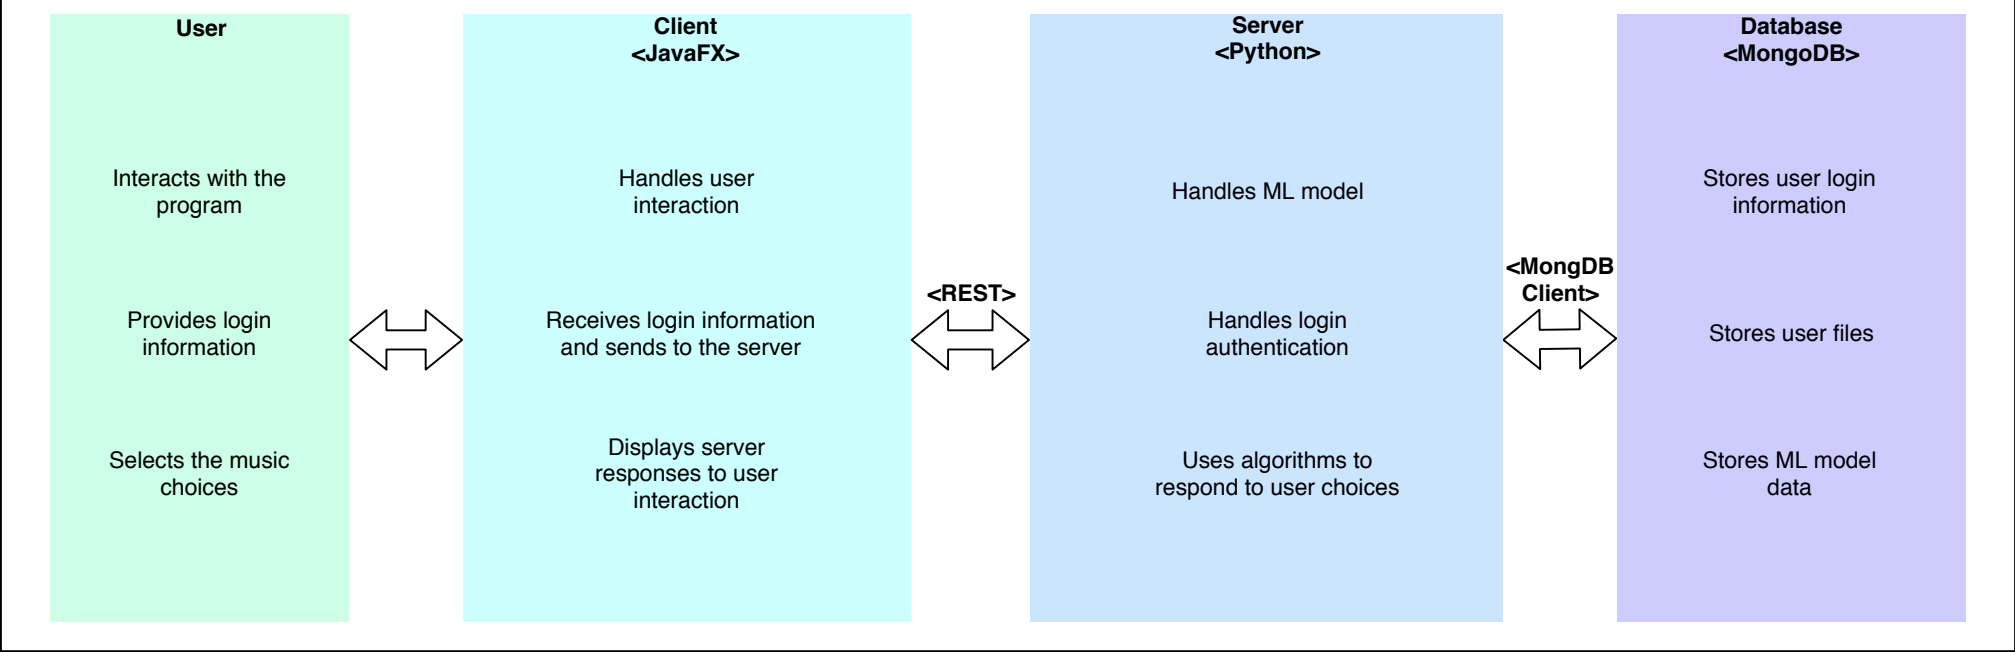 User
Interacts with the
program
Provides login
information
Selects the music
choices
Client
<JavaFX>
Handles user
interaction
Receives login information
and sends to the server
Displays server
responses to user
interaction
<REST>
Server
<Python>
Handles ML model
Handles login
authentication
Uses algorithms to
respond to user choices
<MongDB
Client>
Database
<MongoDB>
Stores user login
information
Stores user files
Stores ML model
data